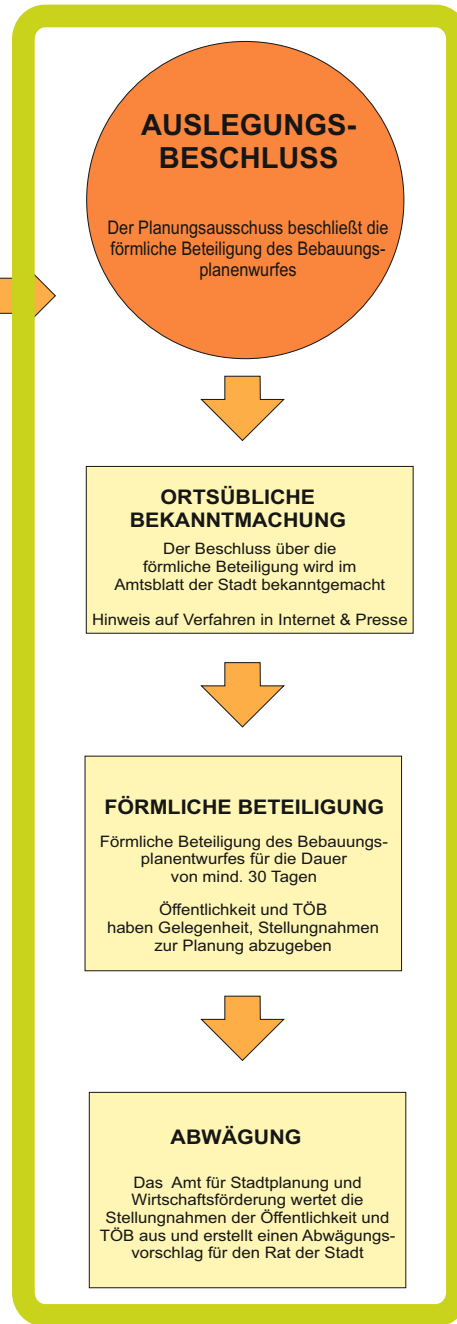 AUSLEGUNGS-
BESCHLUSS
Der Planungsausschuss beschließt die
förmliche Beteiligung des Bebauungs-
planenwurfes
ORTSÜBLICHE
BEKANNTMACHUNG
Der Beschluss über die
förmliche Beteiligung wird im
Amtsblatt der Stadt bekanntgemacht
Hinweis auf Verfahren in Internet & Presse
FÖRMLICHE BETEILIGUNG
Förmliche Beteiligung des Bebauungs-
planentwurfes für die Dauer
von mind. 30 Tagen
Öffentlichkeit und TÖB
haben Gelegenheit, Stellungnahmen
zur Planung abzugeben
ABWÄGUNG
Das Amt für Stadtplanung und
Wirtschaftsförderung wertet die
Stellungnahmen der Öffentlichkeit und
TÖB aus und erstellt einen Abwägungs-
vorschlag für den Rat der Stadt